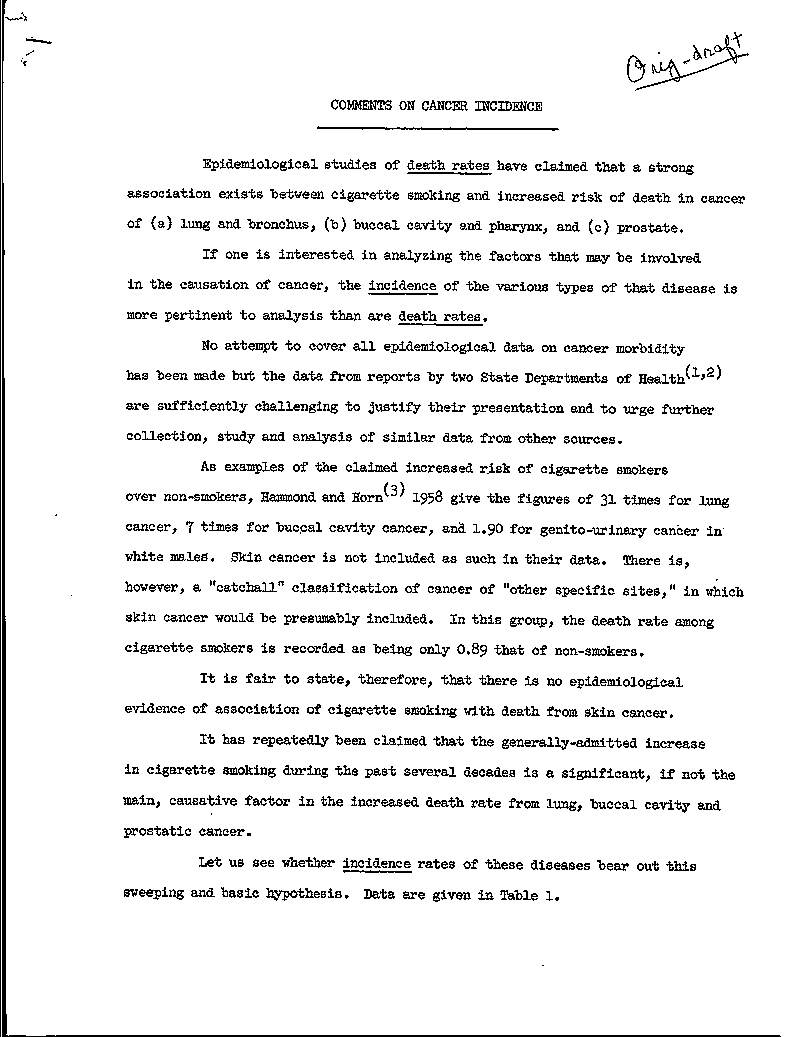 Orig-draft
COMMENTS ON CANCER INCIDENCE
Epidemiological studies of death rates have claimed that a strong
association exists between cigarette smoking and increased risk of death in cancer
of (a) lung and bronchus, (b) buccal cavity and pharynx, and (c) prostate.
If one is interested in analyzing the factors that may be involved
in the causation of cancer, the incidence of the various types of that disease is
more pertinent to analysis than are death rates.
No attempt to cover all epidemiological data on cancer morbidity
has been made but the data from reports by two State Departments of Health(1,2)
are sufficiently challenging to justify their presentation and to urge further
collection, study and analysis of similar data from other sources.
As examples of the claimed increased risk of cigarette smokers
over non-smokers, Hammond and Horn(3) 1958 give the figures of 31 times for lung
cancer, 7 times for buccal cavity cancer, and 1.90 for genito-urinary cancer in
white males. Skin cancer is not included as such in their data. There is,
however, a "catchall" classification of cancer of "other specific sites," in which
skin cancer would be presumably included. In this group, the death rate among
cigarette smokers is recorded as being only 0.89 that of non-smokers.
It is fair to state, therefore, that there is no epidemiological
evidence of association of cigarette smoking with death from skin cancer.
It has repeatedly been claimed that the generally-admitted increase
in cigarette smoking during the past several decades is a significant, if not the
main, causative factor in the increased death rate from lung, buccal cavity and
prostatic cancer.
Let us see whether incidence rates of these diseases bear out this
sweeping and basic hypothesis. Data are given in Table 1.